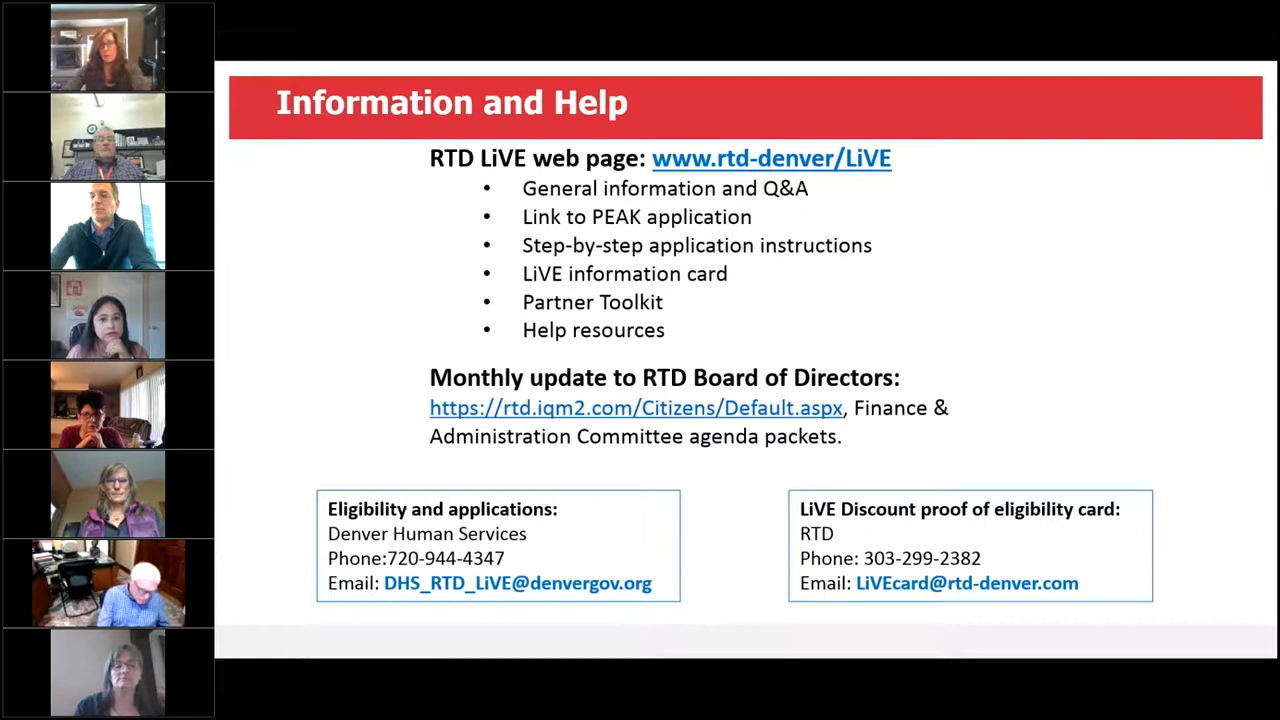 Information and Help
RTD LiVE web page: www.rtd-denver/LiVE
• General information and Q&A
• Link to PEAK application
• Step-by-step application instructions
• LiVE information card
• Partner Toolkit
• Help resources
Monthly update to RTD Board of Directors:
https://rtd.iqm2.com/Citizens/Default.aspx, Finance &
Administration Committee agenda packets.
Eligibility and applications:
Denver Human Services
Phone:720-944-4347
Email: DHS_RTD_LiVE@denvergov.org
LiVE Discount proof of eligibility card:
RTD
Phone: 303-299-2382
Email: LiVEcard@rtd-denver.com